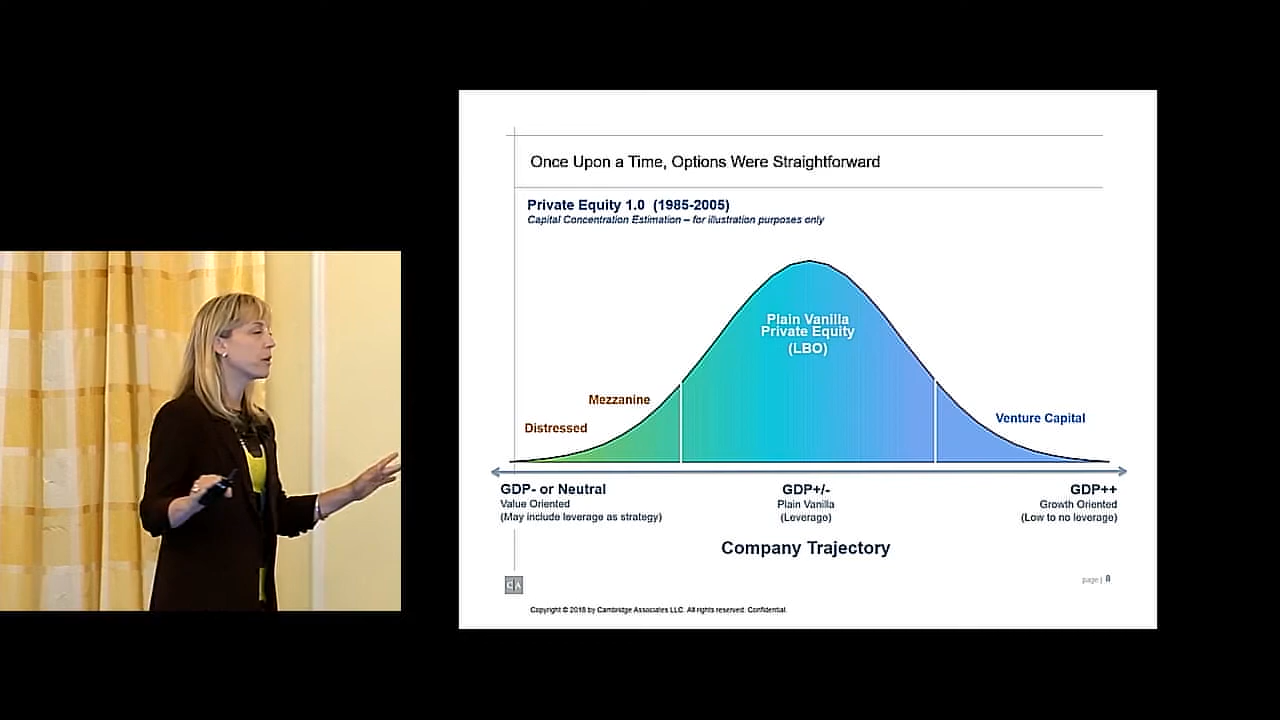 Once Upon a Time, Options Were Straightforward
Private Equity 1.0 (1985-2005)
Capital Concentration Estimation – for illustration purposes only
Plain Vanilla
Private Equity
(LBO)
Mezzanine
Distressed
Venture Capital
GDP- or Neutral
Value Oriented
(May include leverage as strategy)
GDP+/-
Plain Vanilla
(Leverage)
GDP++
Growth Oriented
(Low to no leverage)
Company Trajectory
page | 8
CA
Copyright © 2018 by Cambridge Associates LLC. All rights reserved. Confidential.